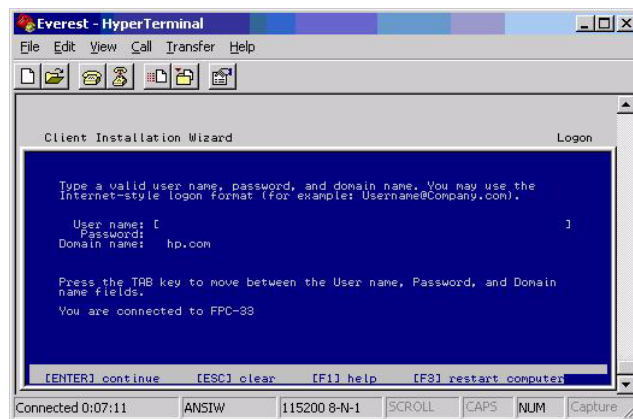 Everest - HyperTerminal
File Edit View Call Transfer Help
Client Installation Wizard Logon
Type a valid user name, password, and domain name. You may use the
Internet-style logon format (for example: Username@Company.com).
User name: [ ]
Password:
Domain name: hp.com
Press the TAB key to move between the User name, Password, and Domain
name fields.
You are connected to FPC-33
[ENTER] continue [ESC] clear [F1] help [F3] restart computer
Connected 0:07:11 ANSIW 115200 8-N-1 SCROLL CAPS NUM Capture